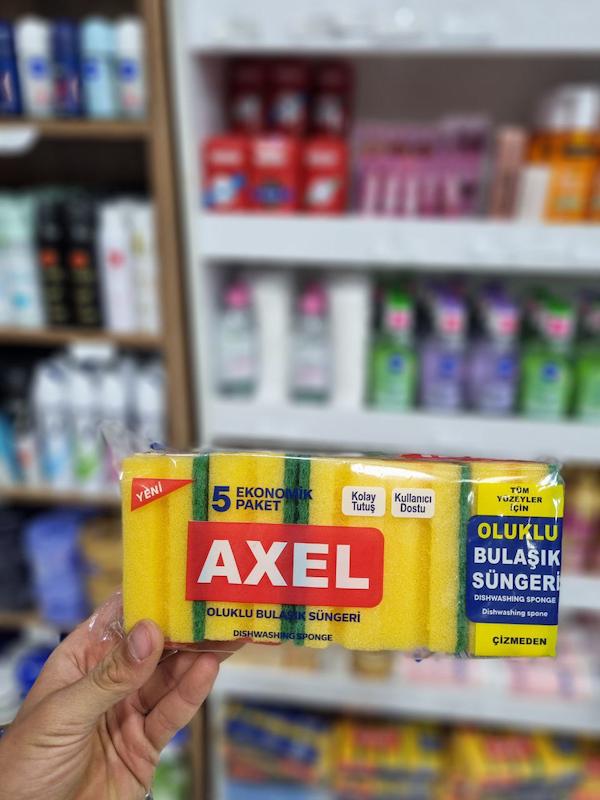 YENİ
5 EKONOMİK
PAKET
Kolay
Tutuş
Kullanıcı
Dostu
AXEL
OLUKLU BULAŞIK SÜNGERİ
DISHWASHING SPONGE
TÜM
YÜZEYLER
İÇİN
OLUKLU
BULAŞIK
SÜNGERİ
DISHWASHING SPONGE
Dishwashing spone
ÇİZMEDEN